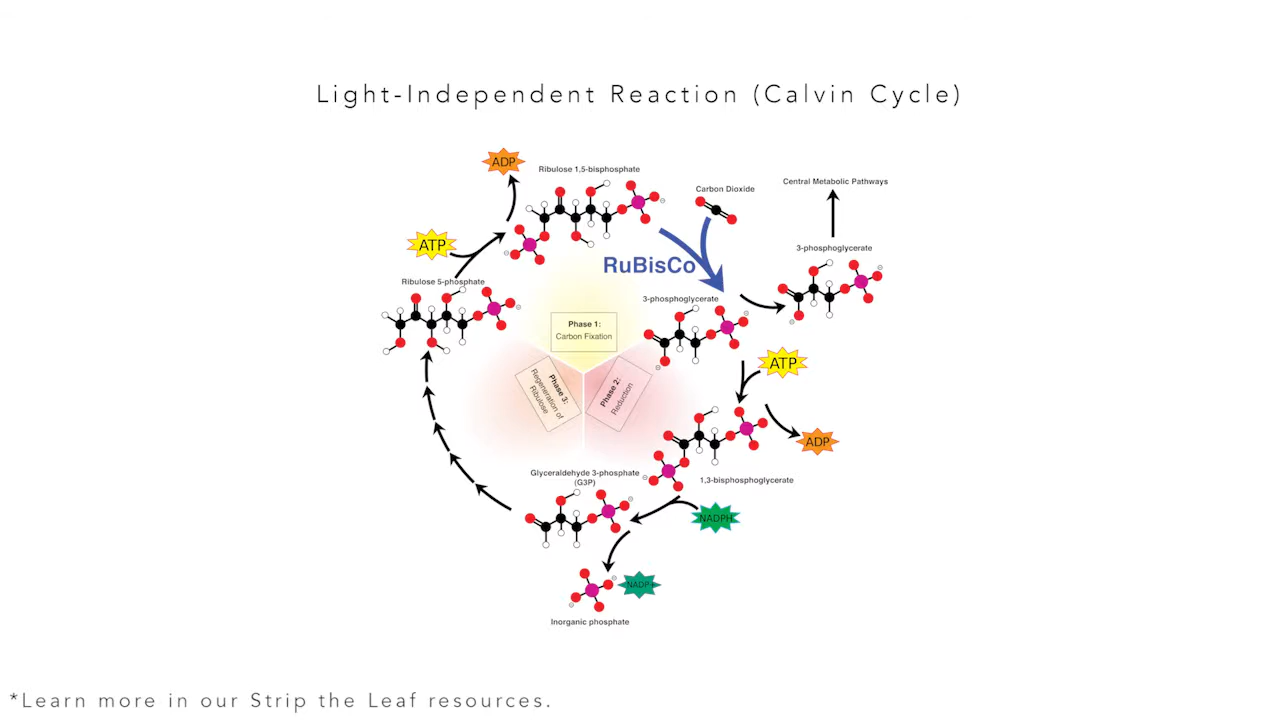 Light-Independent Reaction (Calvin Cycle)
ADP
Ribulose 1,5-bisphosphate
Carbon Dioxide
Central Metabolic Pathways
ATP
RuBisCo
3-phosphoglycerate
Ribulose 5-phosphate
3-phosphoglycerate
Phase 1:
Carbon Fixation
ATP
Phase 3:
Regeneration of
Ribulose
Phase 2:
Reduction
ADP
Glyceraldehyde 3-phosphate
(G3P)
1,3-bisphosphoglycerate
NADPH
NADP+
Inorganic phosphate
*Learn more in our Strip the Leaf resources.